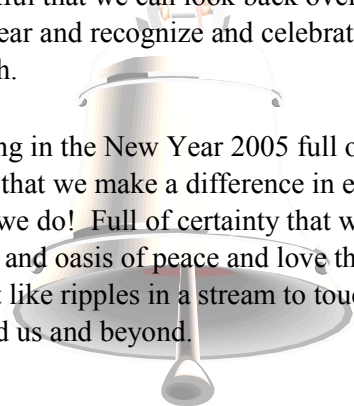 that we can look back over
ear and recognize and celebrat
h.
ng in the New Year 2005 full o
that we make a difference in e
we do!  Full of certainty that w
and oasis of peace and love th
t like ripples in a stream to touc
d us and beyond.